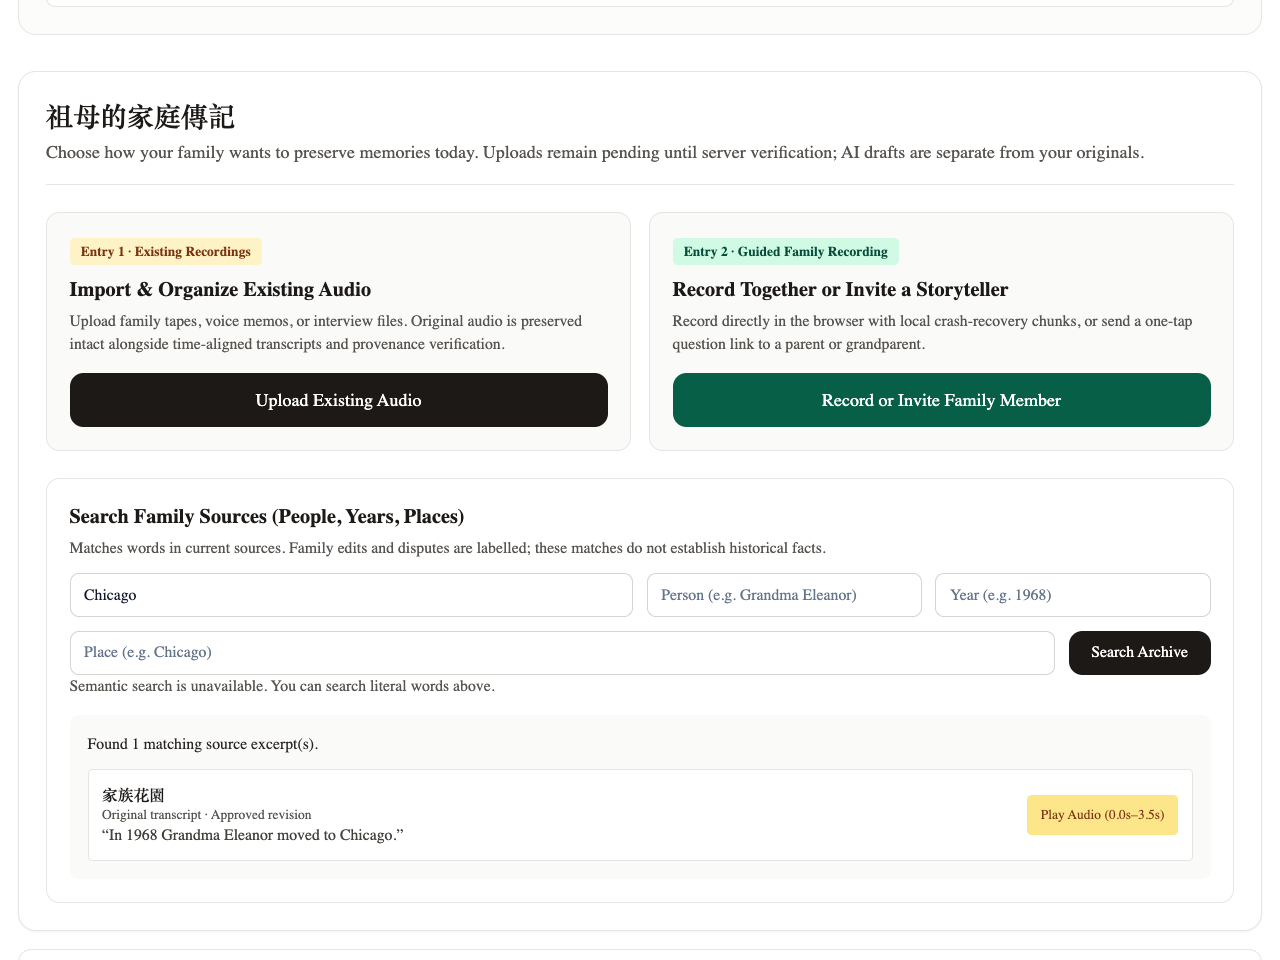 祖母的家庭傳記
Choose how your family wants to preserve memories today. Uploads remain pending until server verification; AI drafts are separate from your originals.
Entry 1 · Existing Recordings
Import & Organize Existing Audio
Upload family tapes, voice memos, or interview files. Original audio is preserved
intact alongside time-aligned transcripts and provenance verification.
Upload Existing Audio
Entry 2 · Guided Family Recording
Record Together or Invite a Storyteller
Record directly in the browser with local crash-recovery chunks, or send a one-tap
question link to a parent or grandparent.
Record or Invite Family Member
Search Family Sources (People, Years, Places)
Matches words in current sources. Family edits and disputes are labelled; these matches do not establish historical facts.
Chicago
Person (e.g. Grandma Eleanor)
Year (e.g. 1968)
Place (e.g. Chicago)
Search Archive
Semantic search is unavailable. You can search literal words above.
Found 1 matching source excerpt(s).
家族花園
Original transcript · Approved revision
“In 1968 Grandma Eleanor moved to Chicago.”
Play Audio (0.0s–3.5s)